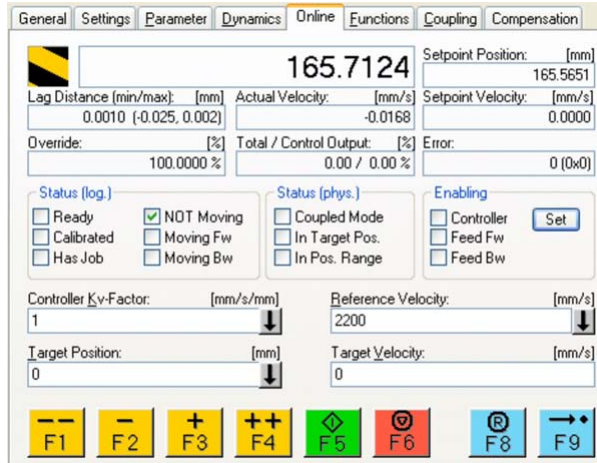 General Settings Parameter Dynamics Online Functions Coupling Compensation
165.7124
Setpoint Position: [mm]
165.5651
Lag Distance (min/max): [mm] Actual Velocity: [mm/s] Setpoint Velocity: [mm/s]
0.0010 (-0.025, 0.002) -0.0168 0.0000
Override: [%] Total / Control Output: [%] Error:
100.0000 % 0.00 / 0.00 % 0 (0x0)
Status (log.) Status (phys.) Enabling
Ready NOT Moving Coupled Mode Controller Set
Calibrated Moving Fw In Target Pos. Feed Fw
Has Job Moving Bw In Pos. Range Feed Bw
Controller Kv-Factor: [mm/s/mm] Reference Velocity: [mm/s]
1 2200
Target Position: [mm] Target Velocity: [mm/s]
0 0
-- - + ++ R
F1 F2 F3 F4 F5 F6 F8 F9